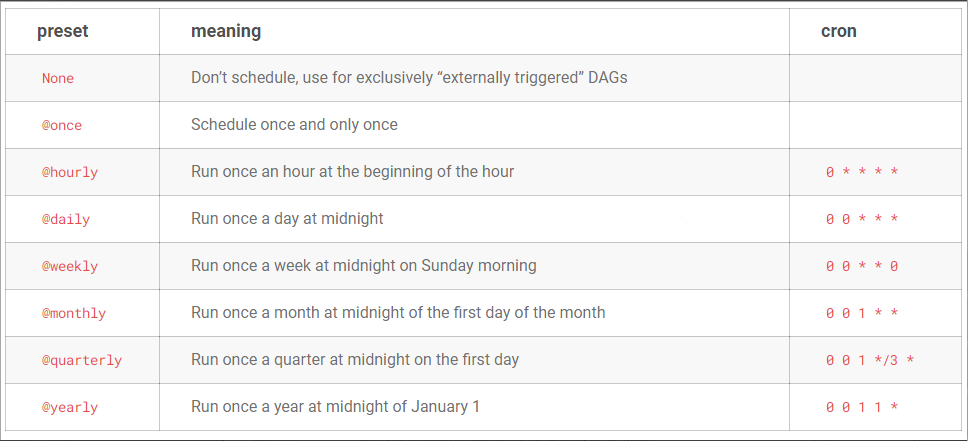 preset meaning cron
None Don’t schedule, use for exclusively “externally triggered” DAGs
@once Schedule once and only once
@hourly Run once an hour at the beginning of the hour 0 * * * *
@daily Run once a day at midnight 0 0 * * *
@weekly Run once a week at midnight on Sunday morning 0 0 * * 0
@monthly Run once a month at midnight of the first day of the month 0 0 1 * *
@quarterly Run once a quarter at midnight on the first day 0 0 1 */3 *
@yearly Run once a year at midnight of January 1 0 0 1 1 *